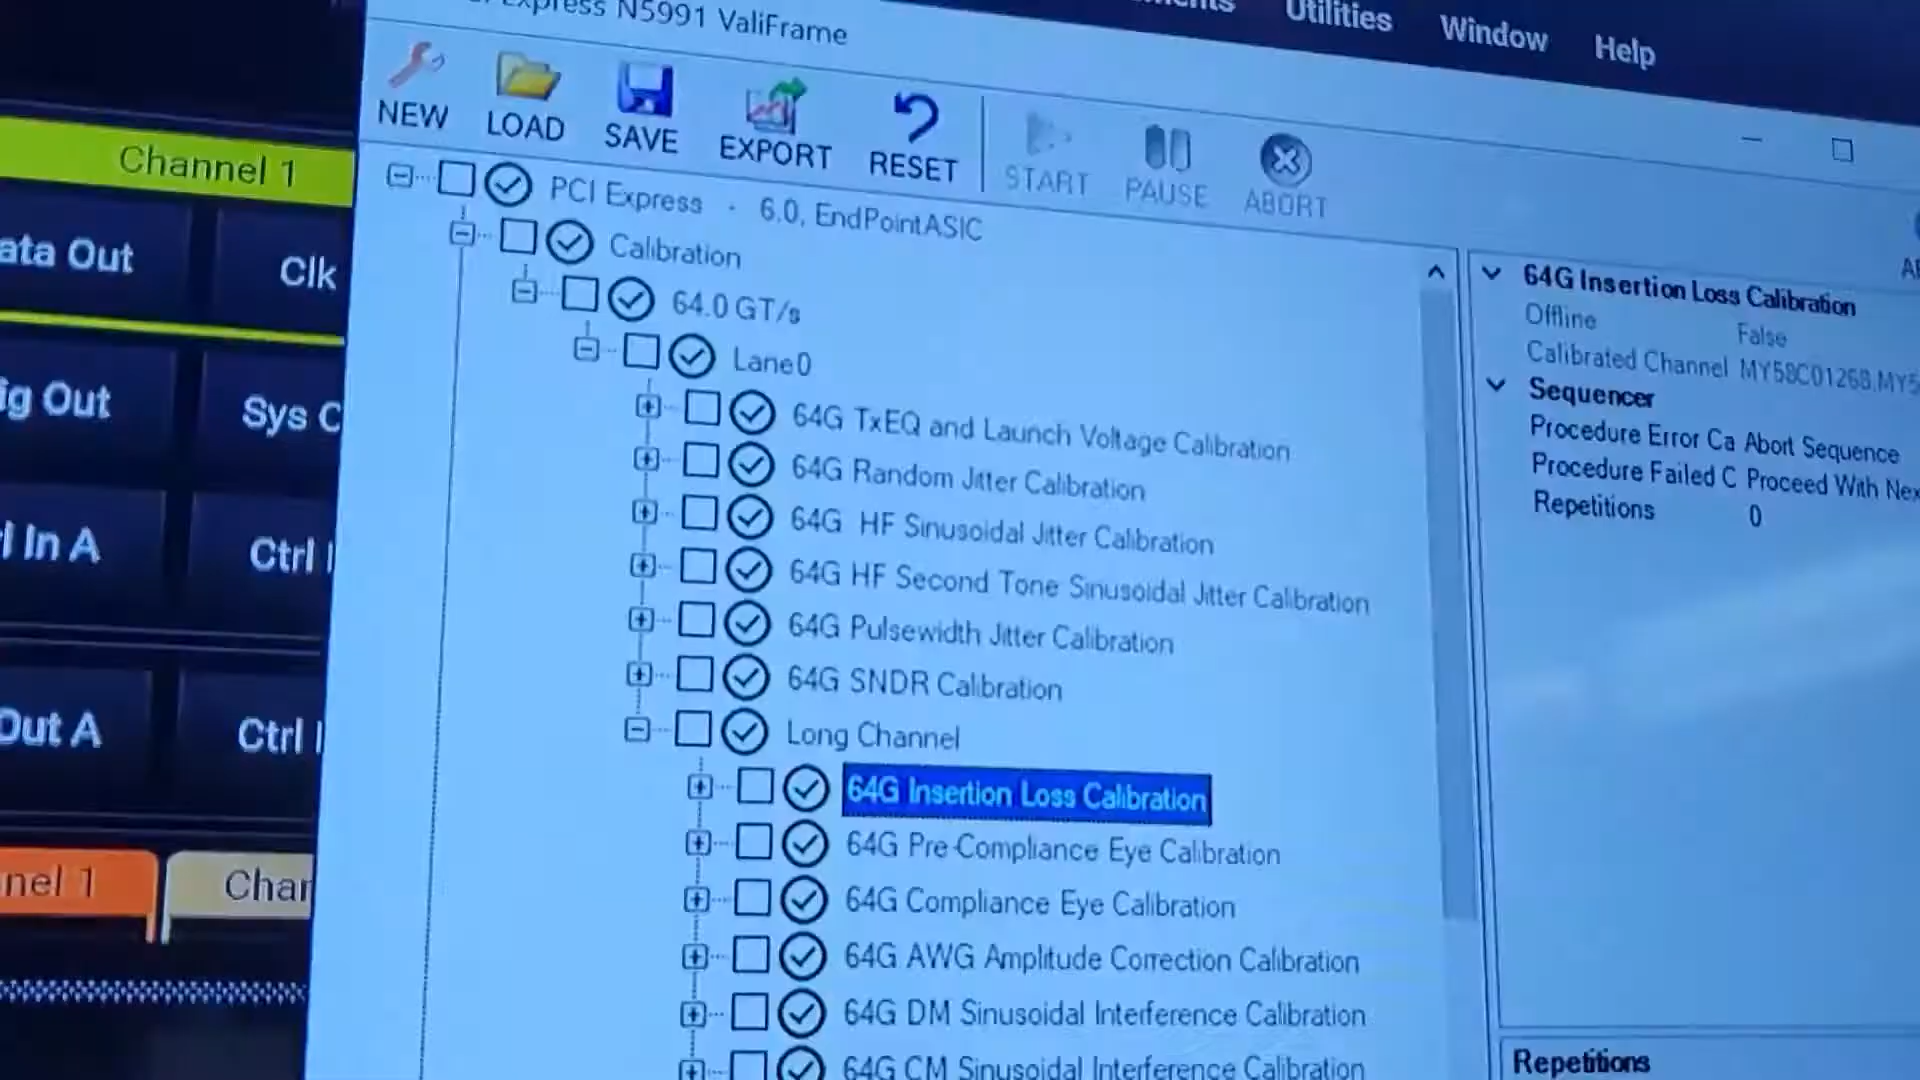 Express N5991 ValiFrame
Utilities
Window
Help
NEW
LOAD
SAVE
EXPORT
RESET
START
PAUSE
ABORT
Channel 1
Out
Clk
Out
Sys
In A
Ctrl
Out A
Ctrl
1
PCI Express - 6.0, EndPointASIC
Calibration
64.0 GT/s
Lane0
64G TxEQ and Launch Voltage Calibration
64G Random Jitter Calibration
64G HF Sinusoidal Jitter Calibration
64G HF Second Tone Sinusoidal Jitter Calibration
64G Pulsewidth Jitter Calibration
64G SNDR Calibration
Long Channel
64G Insertion Loss Calibration
64G Pre-Compliance Eye Calibration
64G Compliance Eye Calibration
64G AWG Amplitude Correction Calibration
64G DM Sinusoidal Interference Calibration
64G CM Sinusoidal Interference Calibration
64G Insertion Loss Calibration
Offline False
Calibrated Channel MY58C01268,MY5
Sequencer
Procedure Error Ca Abort Sequence
Procedure Failed C Proceed With Nex
Repetitions 0
Repetitions